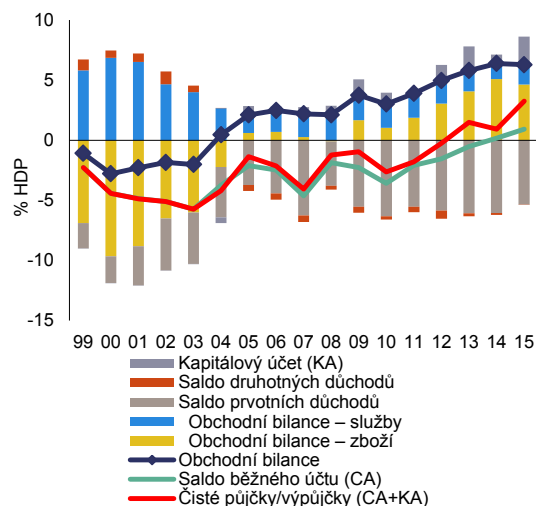 10
5
0
-5
-10
-15
% HDP
99 00 01 02 03 04 05 06 07 08 09 10 11 12 13 14 15
Kapitálový účet (KA)
Saldo druhotných důchodů
Saldo prvotních důchodů
Obchodní bilance – služby
Obchodní bilance – zboží
Obchodní bilance
Saldo běžného účtu (CA)
Čisté půjčky/výpůjčky (CA+KA)